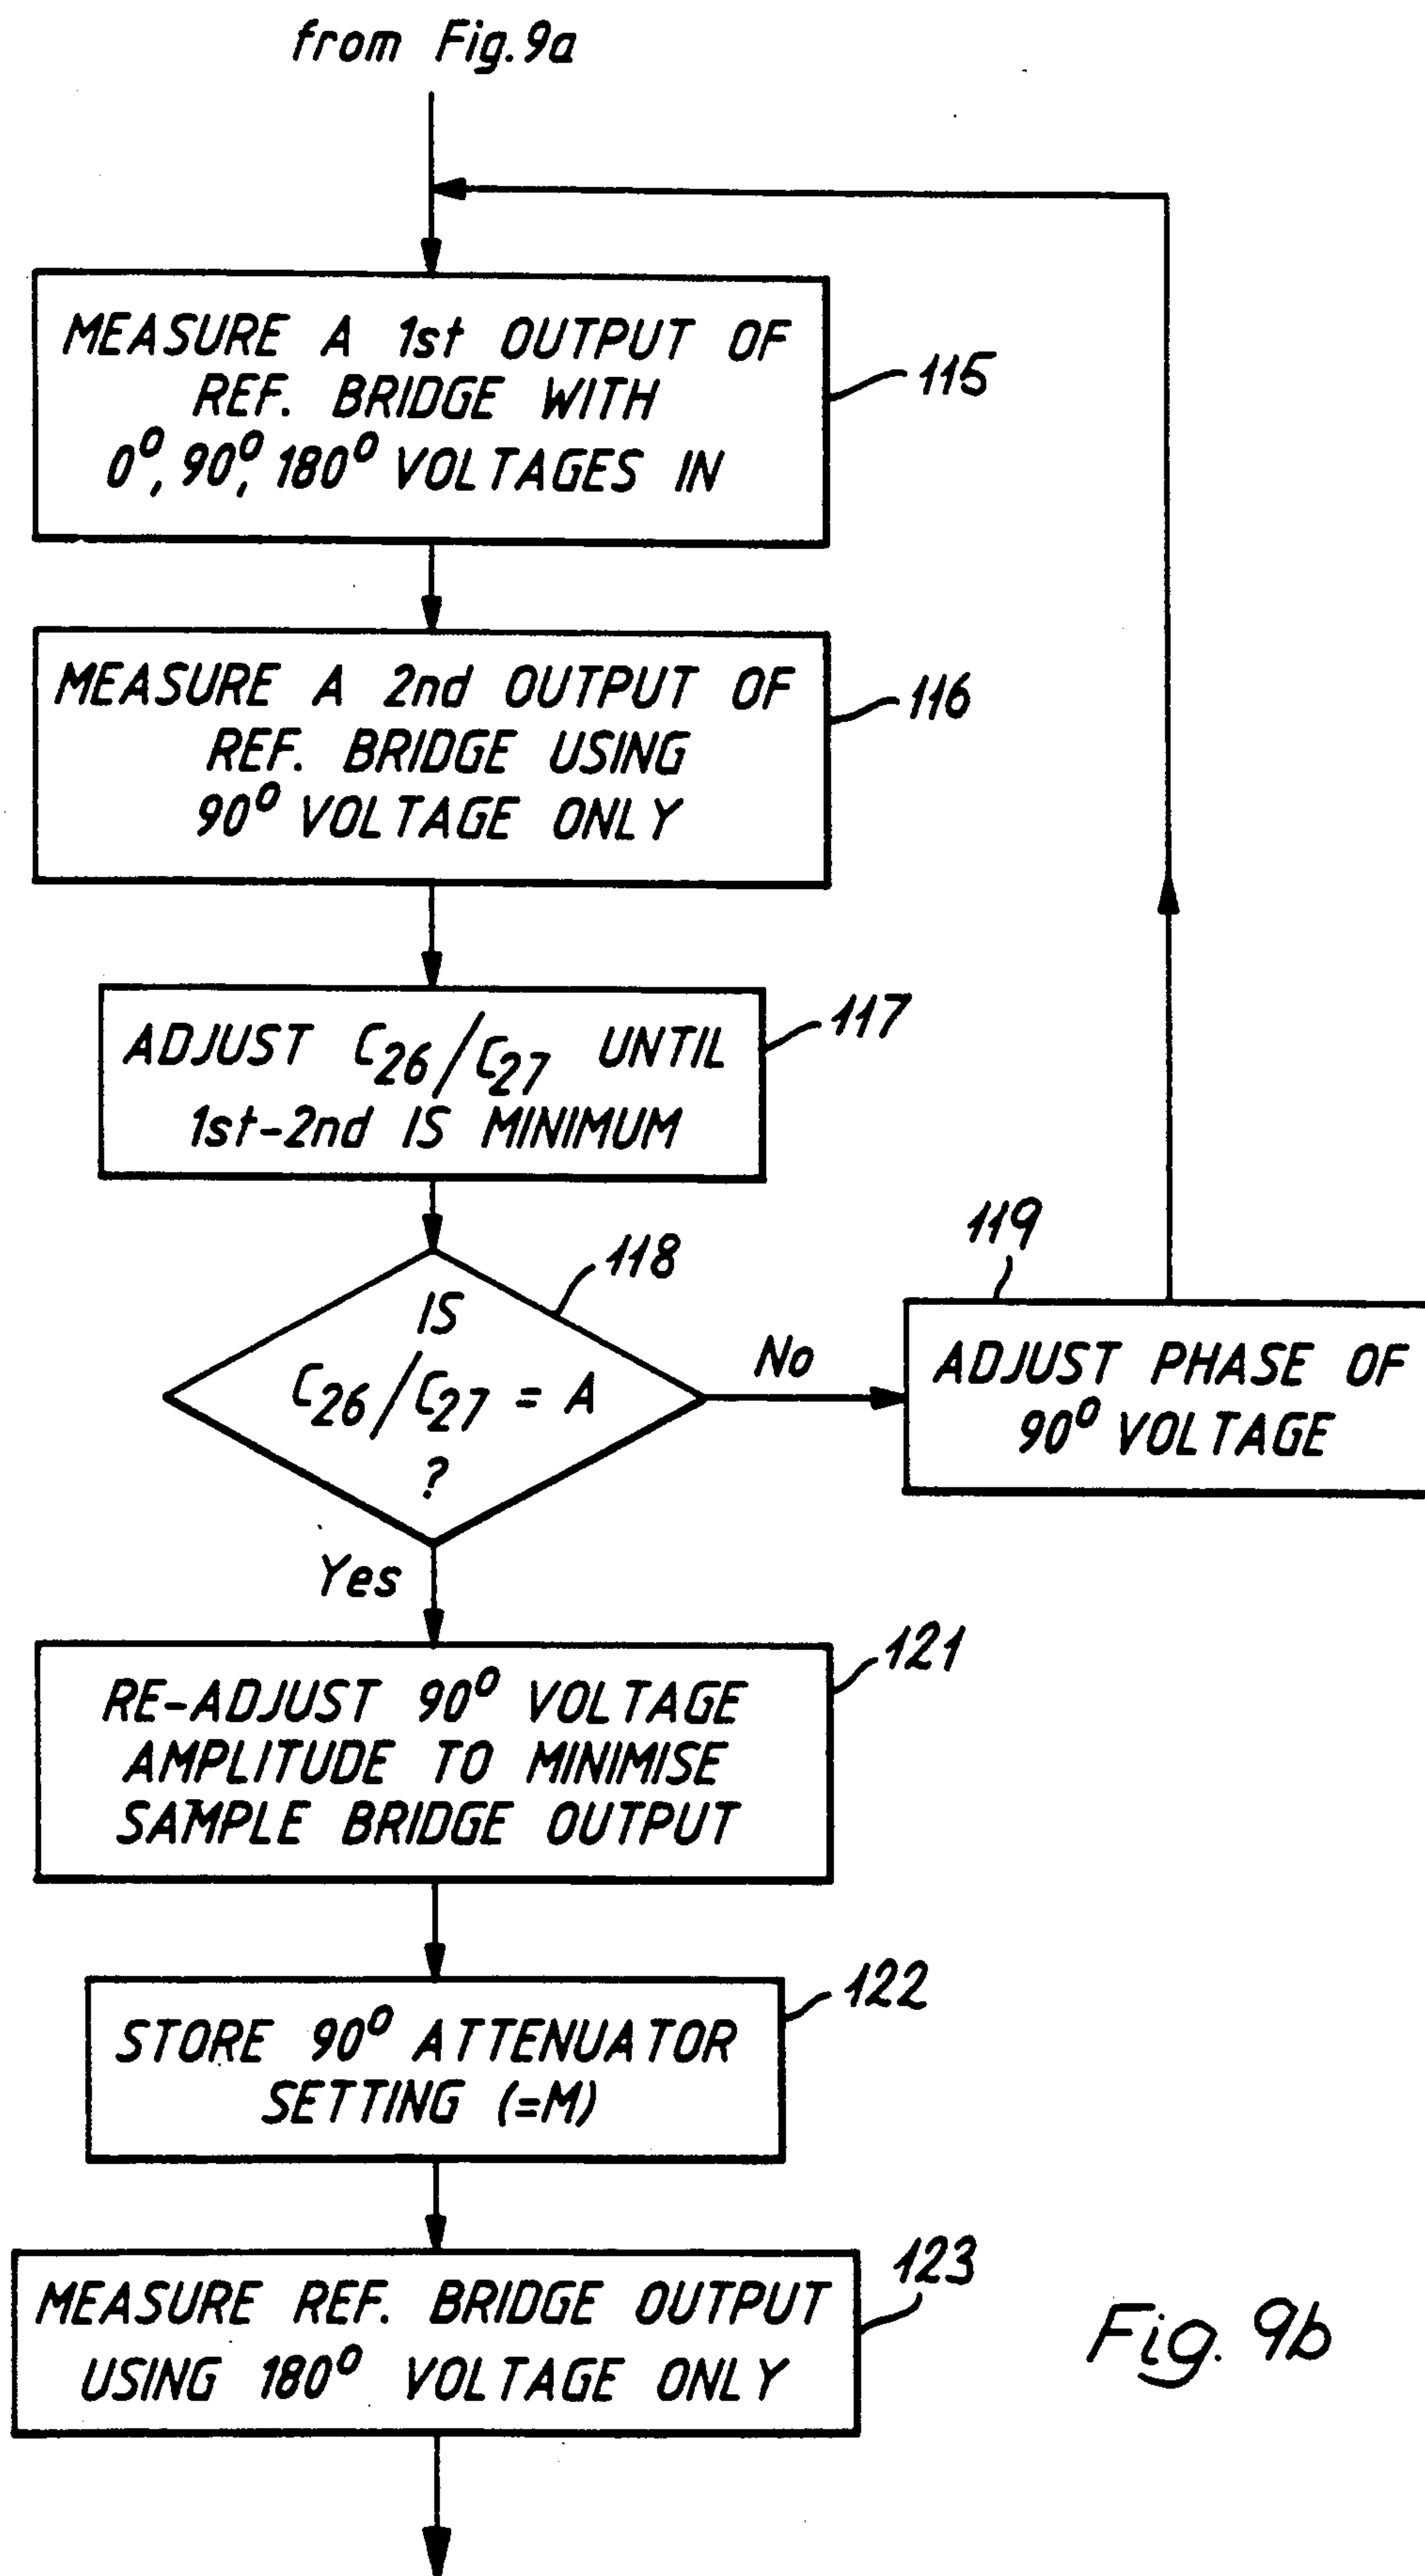 from Fig. 9a
MEASURE A 1st OUTPUT OF
REF. BRIDGE WITH
0°, 90°, 180° VOLTAGES IN
115
MEASURE A 2nd OUTPUT OF
REF. BRIDGE USING
90° VOLTAGE ONLY
116
ADJUST C26/C27 UNTIL
1st-2nd IS MINIMUM
117
IS
C26/C27 = A
?
118
No
119
ADJUST PHASE OF
90° VOLTAGE
Yes
RE-ADJUST 90° VOLTAGE
AMPLITUDE TO MINIMISE
SAMPLE BRIDGE OUTPUT
121
STORE 90° ATTENUATOR
SETTING (=M)
122
MEASURE REF. BRIDGE OUTPUT
USING 180° VOLTAGE ONLY
123
Fig. 9b